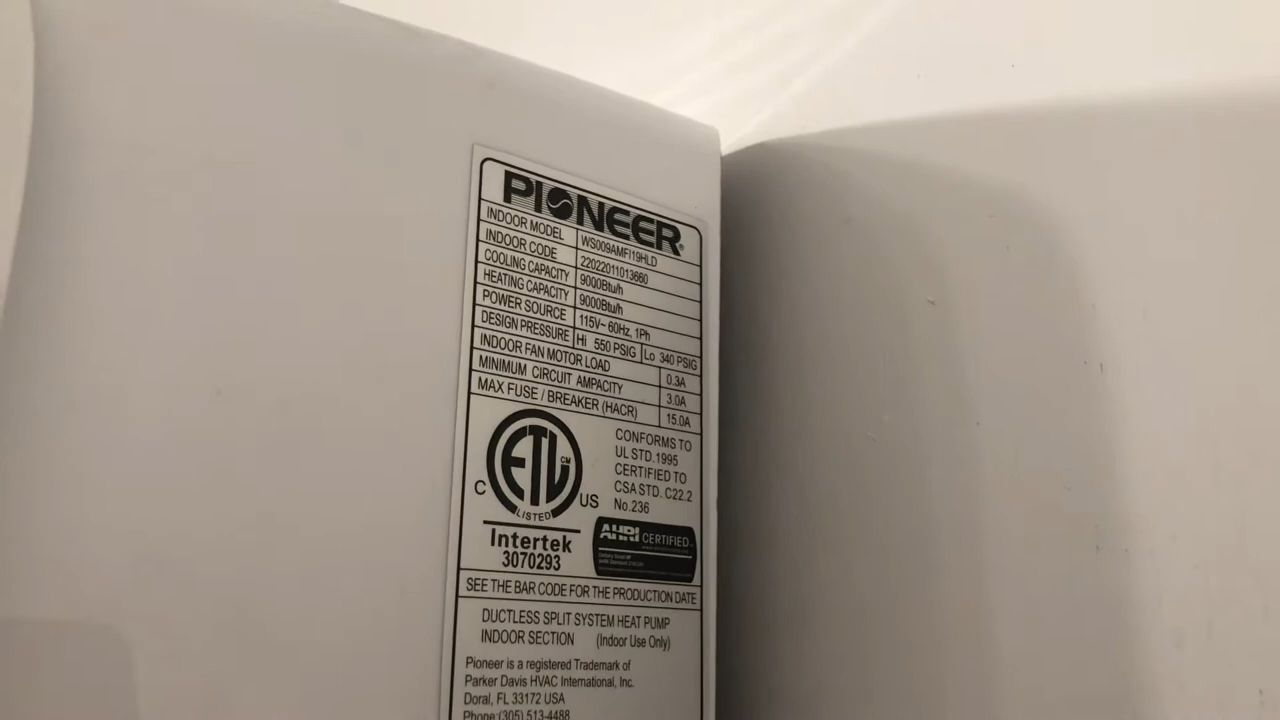 PIONEER®
INDOOR MODEL WS009AMFI19HLD
INDOOR CODE 22022011013660
COOLING CAPACITY 9000Btu/h
HEATING CAPACITY 9000Btu/h
POWER SOURCE 115V~ 60Hz, 1Ph
DESIGN PRESSURE Hi 550 PSIG Lo 340 PSIG
INDOOR FAN MOTOR LOAD 0.3A
MINIMUM CIRCUIT AMPACITY 3.0A
MAX FUSE / BREAKER (HACR) 15.0A
ETL CM
C US
LISTED
Intertek
3070293
CONFORMS TO
UL STD.1995
CERTIFIED TO
CSA STD. C22.2
No.236
AHRI CERTIFIED
SEE THE BAR CODE FOR THE PRODUCTION DATE
DUCTLESS SPLIT SYSTEM HEAT PUMP
INDOOR SECTION (Indoor Use Only)
Pioneer is a registered Trademark of
Parker Davis HVAC International, Inc.
Doral, FL 33172 USA
Phone:(305) 513-4488